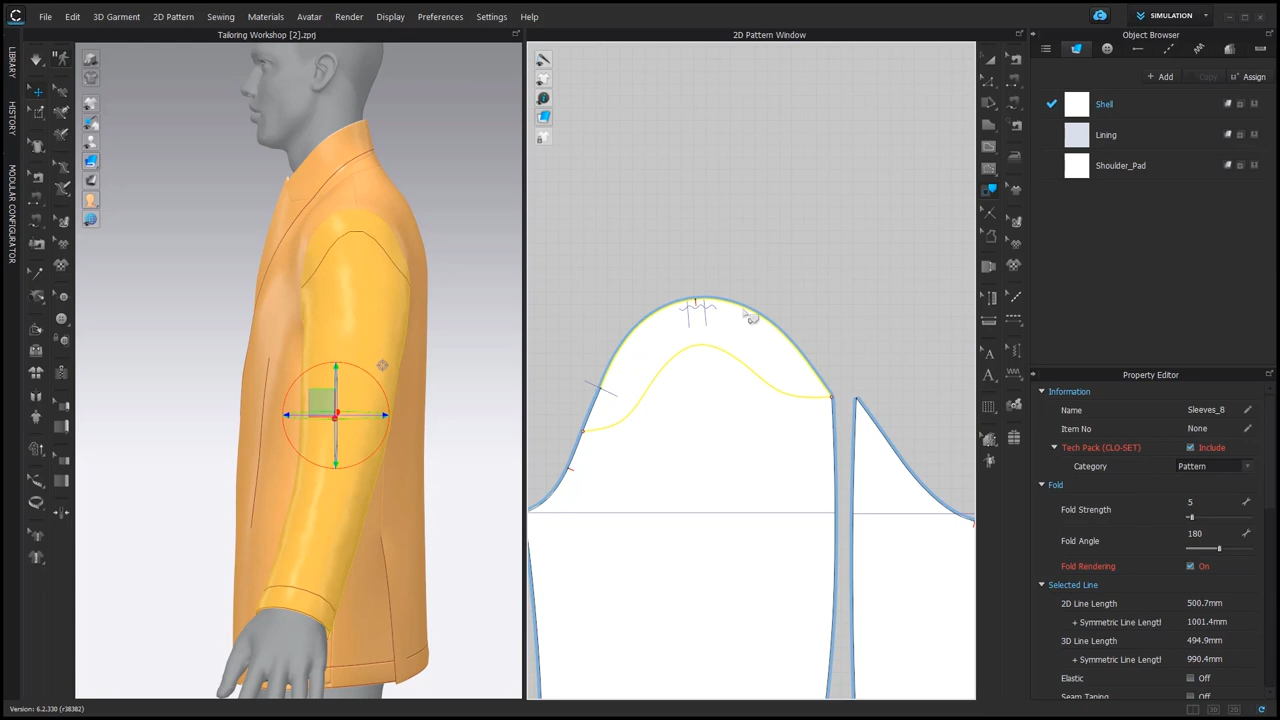 File Edit 3D Garment 2D Pattern Sewing Materials Avatar Render Display Preferences Settings Help
SIMULATION
Tailoring Workshop [2].zprj
2D Pattern Window
Object Browser
LIBRARY
HISTORY
MODULAR CONFIGURATOR
+ Add Copy Assign
Shell
Lining
Shoulder_Pad
Property Editor
Information
Name Sleeves_8
Item No None
Tech Pack (CLO-SET) Include
Category Pattern
Fold
Fold Strength 5
Fold Angle 180
Fold Rendering On
Selected Line
2D Line Length 500.7mm
+ Symmetric Line Lengtl 1001.4mm
3D Line Length 494.9mm
+ Symmetric Line Lengtl 990.4mm
Elastic Off
Seam Taping Off
Version: 6.2.330 (r38382)
3D 2D